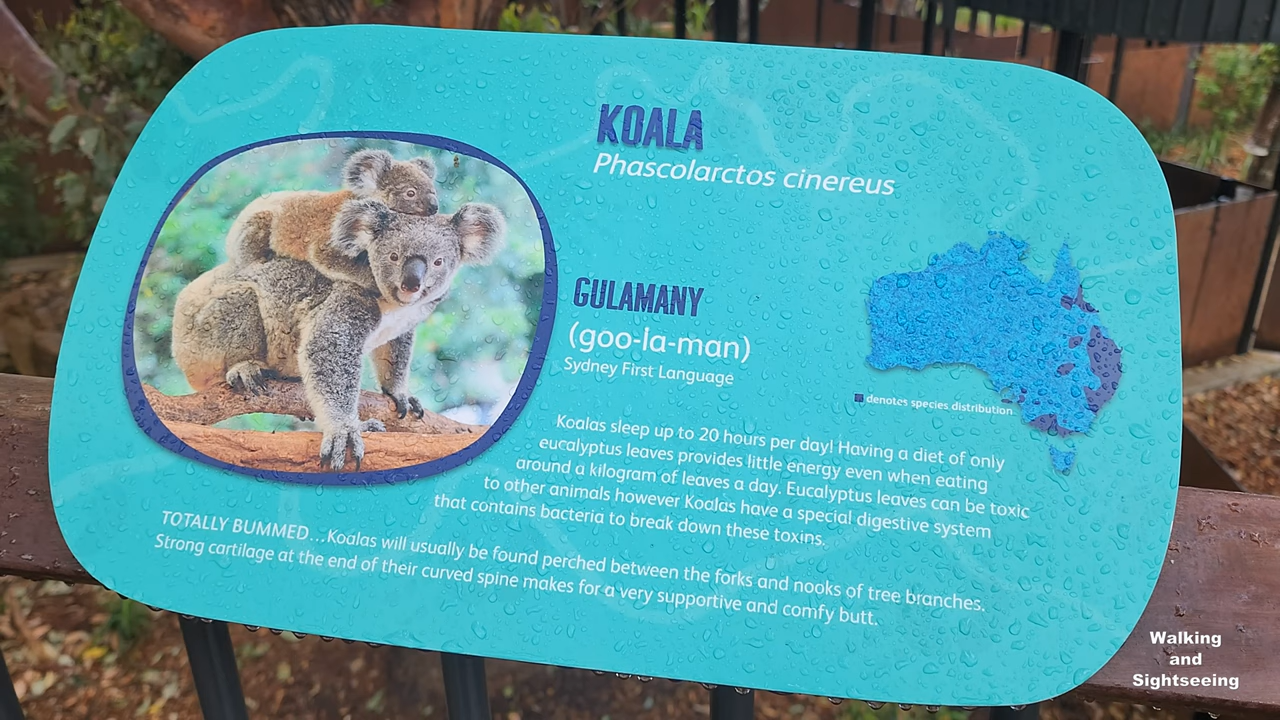 KOALA
Phascolarctos cinereus
GULAMANY
(goo-la-man)
Sydney First Language
denotes species distribution
Koalas sleep up to 20 hours per day! Having a diet of only
eucalyptus leaves provides little energy even when eating
around a kilogram of leaves a day. Eucalyptus leaves can be toxic
to other animals however Koalas have a special digestive system
that contains bacteria to break down these toxins.
TOTALLY BUMMED...Koalas will usually be found perched between the forks and nooks of tree branches.
Strong cartilage at the end of their curved spine makes for a very supportive and comfy butt.
Walking
and
Sightseeing